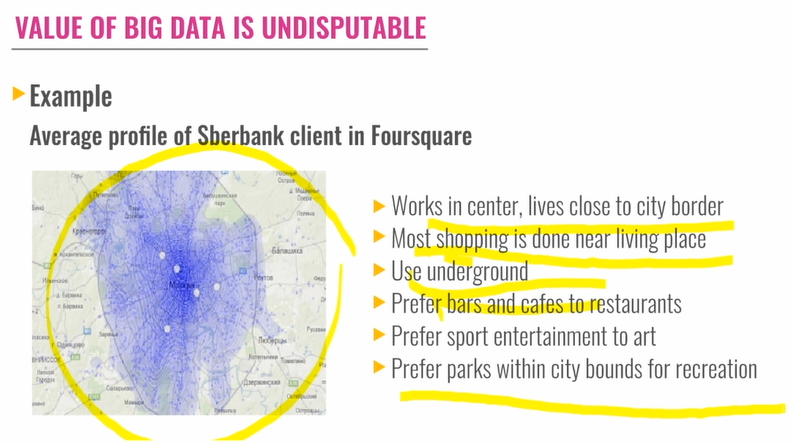 VALUE OF BIG DATA IS UNDISPUTABLE
Example
Average profile of Sberbank client in Foursquare
Works in center, lives close to city border
Most shopping is done near living place
Use underground
Prefer bars and cafes to restaurants
Prefer sport entertainment to art
Prefer parks within city bounds for recreation
Красногорск
Балашиха
Москва
Реутов
Люберцы
Котельники
Дзержинский